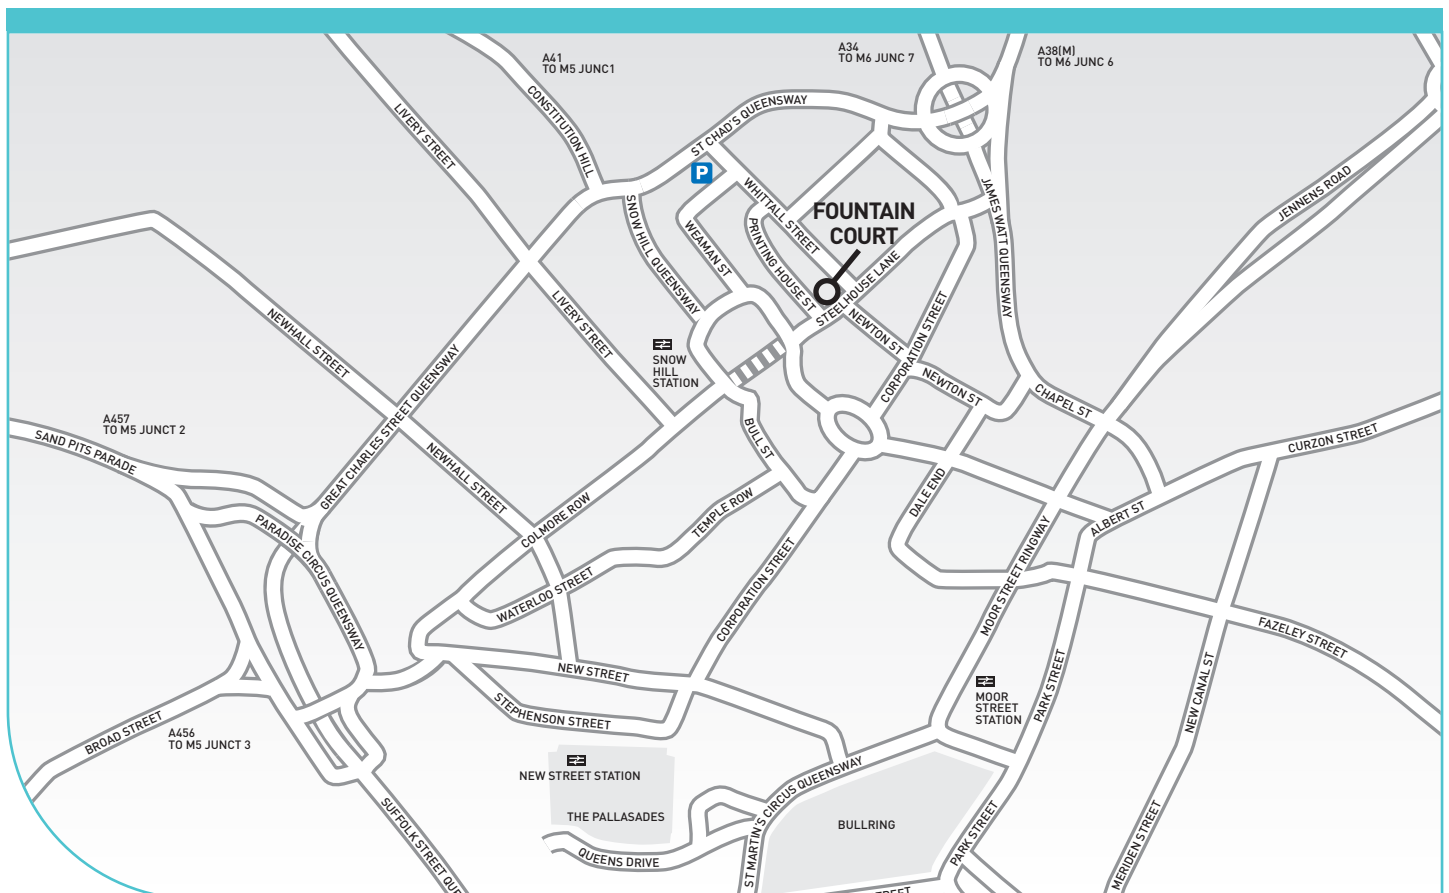 A41
TO M5 JUNC1
A34
TO M6 JUNC 7
A38(M)
TO M6 JUNC 6
LIVERY STREET
CONSTITUTION HILL
ST CHAD'S QUEENSWAY
P
WHITTALL STREET
JAMES WATT QUEENSWAY
JENNENS ROAD
SNOW HILL QUEENSWAY
WEAMAN ST
PRINTING HOUSE ST
FOUNTAIN
COURT
STEELHOUSE LANE
LIVERY STREET
NEWHALL STREET
GREAT CHARLES STREET QUEENSWAY
SNOW
HILL
STATION
NEWTON ST
CORPORATION STREET
NEWTON ST
CHAPEL ST
A457
TO M5 JUNCT 2
SAND PITS PARADE
NEWHALL STREET
BULL ST
CURZON STREET
DALE END
COLMORE ROW
TEMPLE ROW
ALBERT ST
PARADISE CIRCUS QUEENSWAY
WATERLOO STREET
CORPORATION STREET
MOOR STREET RINGWAY
FAZELEY STREET
NEW STREET
STEPHENSON STREET
MOOR
STREET
STATION
PARK STREET
NEW CANAL ST
BROAD STREET
A456
TO M5 JUNCT 3
NEW STREET STATION
THE PALLASADES
QUEENS DRIVE
ST MARTIN'S CIRCUS QUEENSWAY
BULLRING
PARK STREET
MERIDEN STREET
SUFFOLK STREET QUE
REET